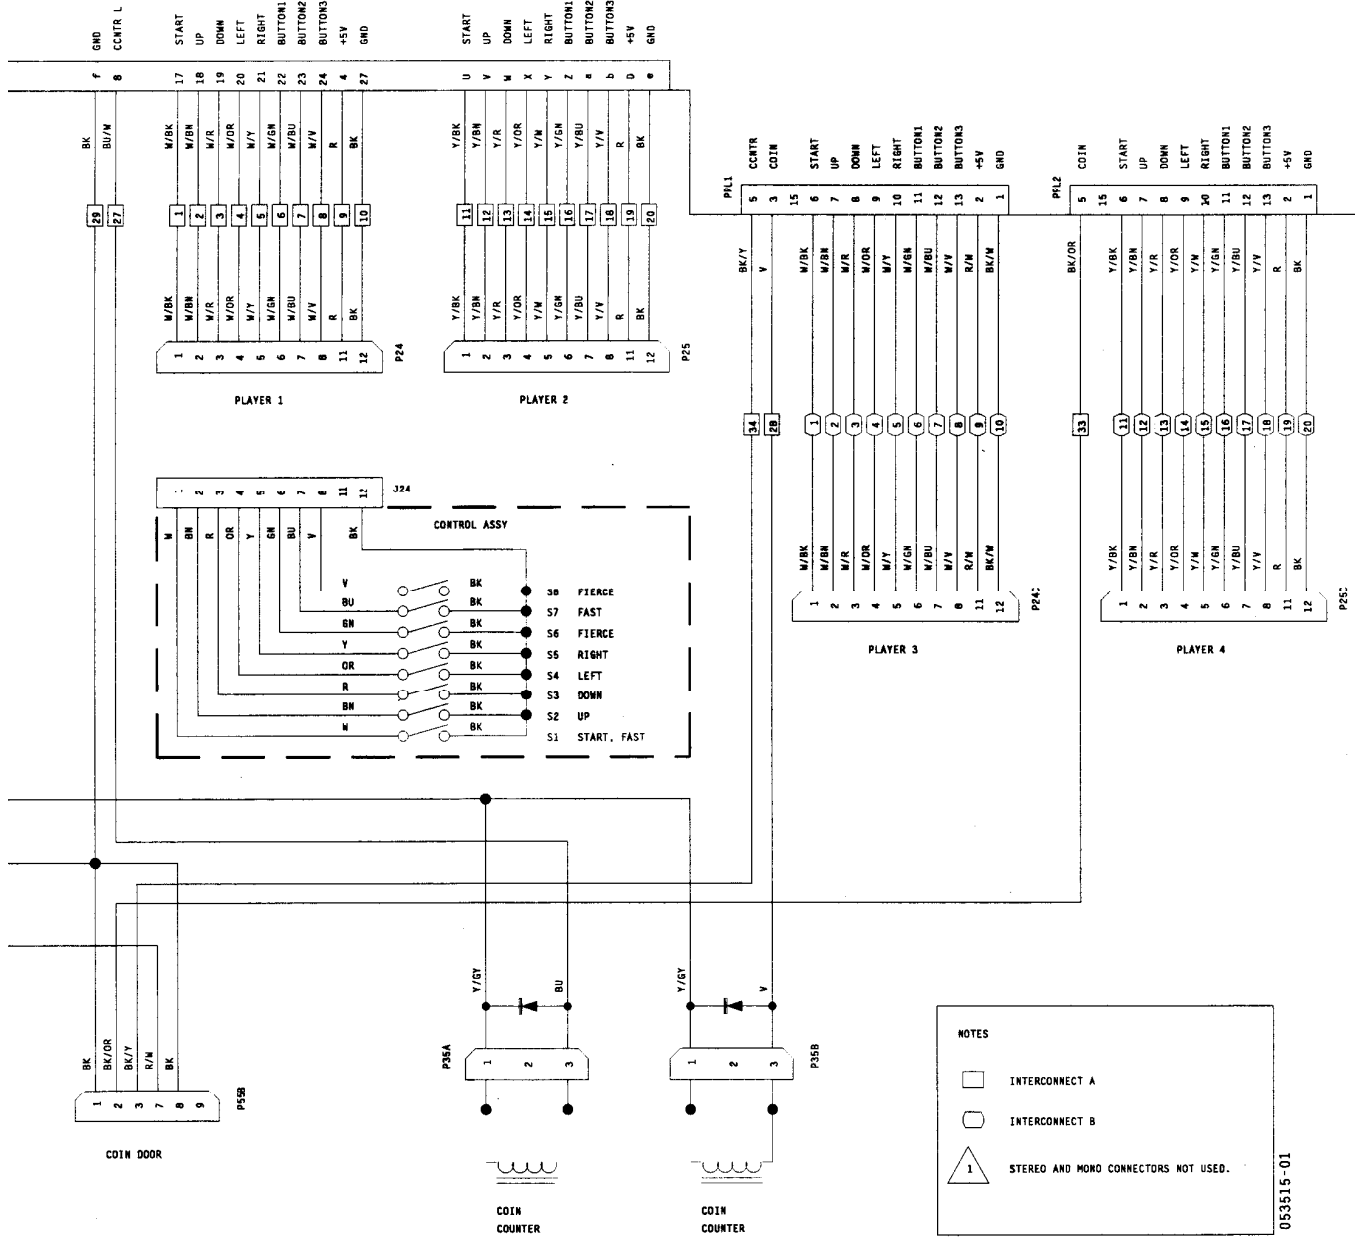 GND
CCNTR L
START
UP
DOWN
LEFT
RIGHT
BUTTON1
BUTTON2
BUTTON3
+5V
GND
START
UP
DOWN
LEFT
RIGHT
BUTTON1
BUTTON2
BUTTON3
+5V
GND
f 8 17 18 19 20 21 22 23 24 4 27 U V W X Y Z a b D e
BK BU/W W/BK W/BN W/R W/OR W/Y W/GN W/BU W/V R BK Y/BK Y/BN Y/R Y/OR Y/W Y/GN Y/BU Y/V R BK
29 27 1 2 3 4 5 6 7 8 9 10 11 12 13 14 15 16 17 18 19 20
W/BK W/BN W/R W/OR W/Y W/GN W/BU W/V R BK Y/BK Y/BN Y/R Y/OR Y/W Y/GN Y/BU Y/V R BK
1 2 3 4 5 6 7 8 11 12 P24
1 2 3 4 5 6 7 8 11 12 P25
PLAYER 1
PLAYER 2
CCNTR COIN START UP DOWN LEFT RIGHT BUTTON1 BUTTON2 BUTTON3 +5V GND
COIN START UP DOWN LEFT RIGHT BUTTON1 BUTTON2 BUTTON3 +5V GND
PPL1 5 3 15 6 7 8 9 10 11 12 13 2 1
PPL2 5 15 6 7 8 9 10 11 12 13 2 1
BK/Y V W/BK W/BN W/R W/OR W/Y W/GN W/BU W/V R/W BK/W
BK/OR Y/BK Y/BN Y/R Y/OR Y/W Y/GN Y/BU Y/V R BK
34 28 1 2 3 4 5 6 7 8 9 10
33 11 12 13 14 15 16 17 18 19 20
W/BK W/BN W/R W/OR W/Y W/GN W/BU W/V R/W BK/W
Y/BK Y/BN Y/R Y/OR Y/W Y/GN Y/BU Y/V R BK
1 2 3 4 5 6 7 8 11 12
1 2 3 4 5 6 7 8 11 12
PLAYER 3
PLAYER 4
1 2 3 4 5 6 7 8 11 12 J24
CONTROL ASSY
W BN R OR Y GN BU V BK
V BK FIERCE
BU BK S7 FAST
GN BK S6 FIERCE
Y BK S5 RIGHT
OR BK S4 LEFT
R BK S3 DOWN
BN BK S2 UP
W BK S1 START, FAST
BK BK/OR BK/Y R/W BK
1 2 3 7 8 9 P55B
COIN DOOR
Y/GY BU
P35A 1 2 3
COIN
COUNTER
Y/GY V
1 2 3 P35B
COIN
COUNTER
NOTES
INTERCONNECT A
INTERCONNECT B
1 STEREO AND MONO CONNECTORS NOT USED.
053515-01